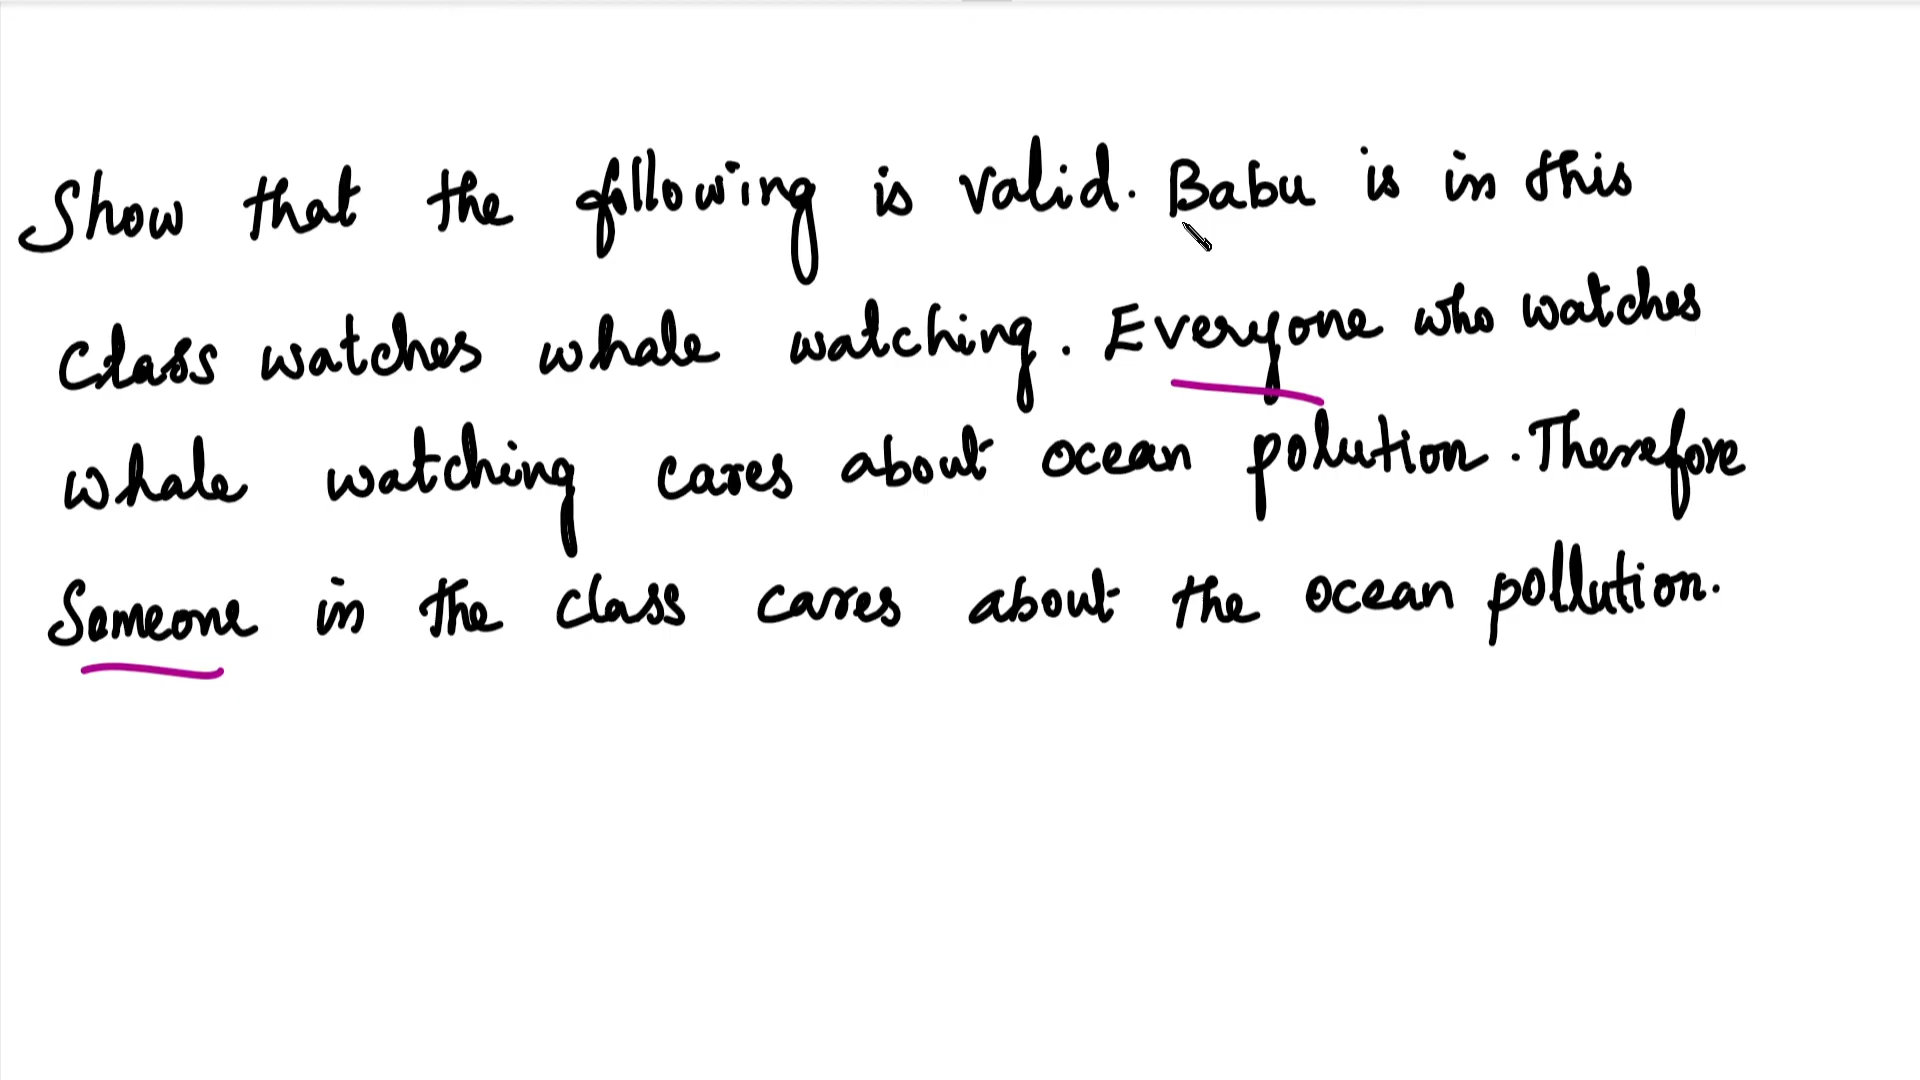 Show that the following is valid. Babu is in this
Class watches whale watching. Everyone who watches
whale watching cares about ocean polution. Therefore
Someone in the class cares about the ocean pollution.